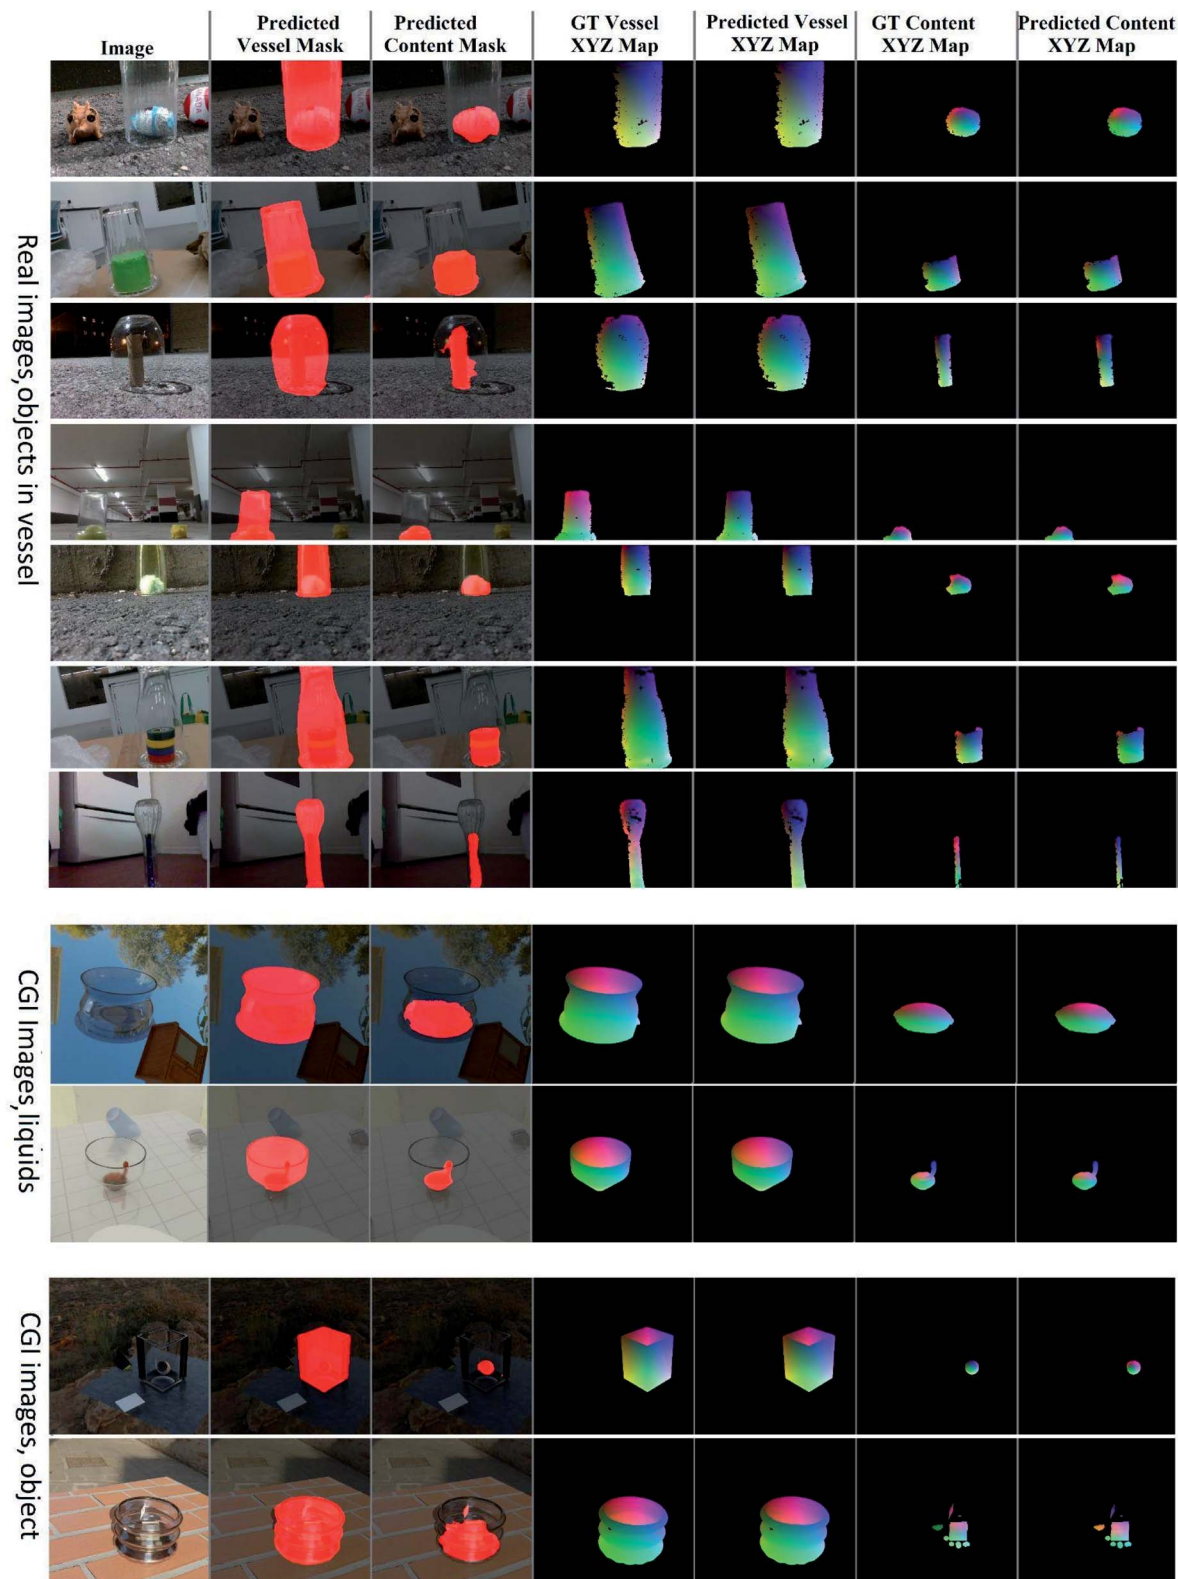 Image
Predicted
Vessel Mask
Predicted
Content Mask
GT Vessel
XYZ Map
Predicted Vessel
XYZ Map
GT Content
XYZ Map
Predicted Content
XYZ Map
Real images,objects in vessel
CGI Images,liquids
CGI images, object